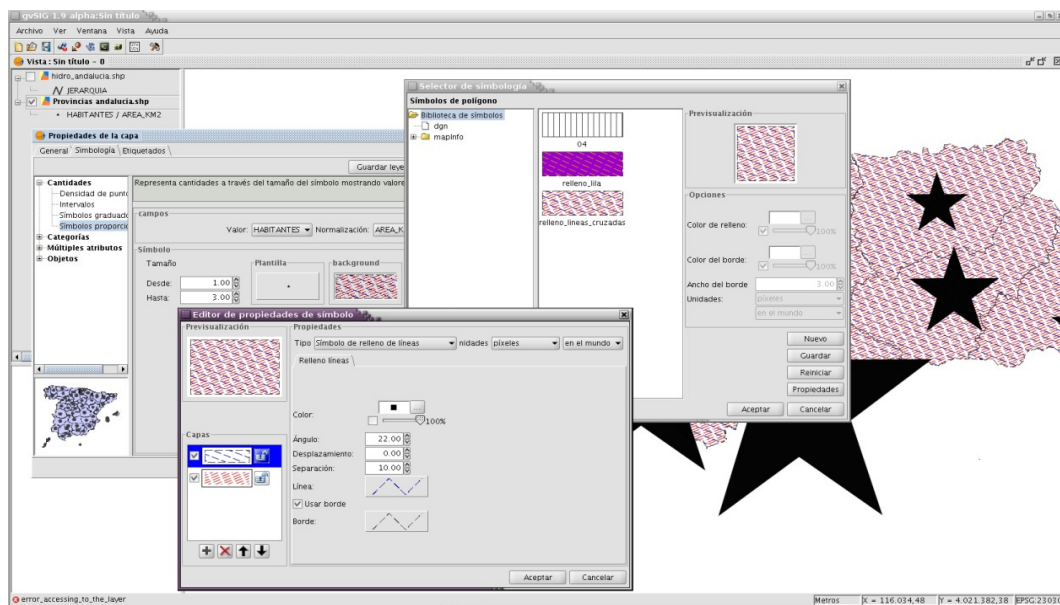 gvSIG 1.9 alpha:Sin título
Archivo Ver Ventana Vista Ayuda
Vista : Sin título - 0
hidro_andalucia.shp
JERARQUIA
Provincias andalucia.shp
HABITANTES / AREA_KM2
Propiedades de la capa
General Simbología Etiquetados
Guardar leye
Cantidades
Densidad de punto
Intervalos
Símbolos graduado
Símbolos proporcio
Categorías
Múltiples atributos
Objetos
Representa cantidades a través del tamaño del símbolo mostrando valore
campos
Valor: HABITANTES Normalización: AREA_K
Símbolo
Tamaño
Desde: 1.00
Hasta: 3.00
Plantilla
background
Selector de simbología
Símbolos de polígono
Biblioteca de símbolos
dgn
mapinfo
04
relleno_lila
relleno_lineas_cruzadas
Previsualización
Opciones
Color de relleno:
100%
Color del borde:
100%
Ancho del borde 3.00
Unidades: píxeles
en el mundo
Nuevo
Guardar
Reiniciar
Propiedades
Aceptar Cancelar
Editor de propiedades de símbolo
Previsualización
Capas
Propiedades
Tipo Símbolo de relleno de líneas nidades píxeles en el mundo
Relleno líneas
Color:
100%
Ángulo: 22.00
Desplazamiento: 0.00
Separación: 10.00
Línea:
Usar borde
Borde:
Aceptar Cancelar
error_accessing_to_the_layer
Metros X = 116.034,48 Y = 4.021.382,38 EPSG:23030